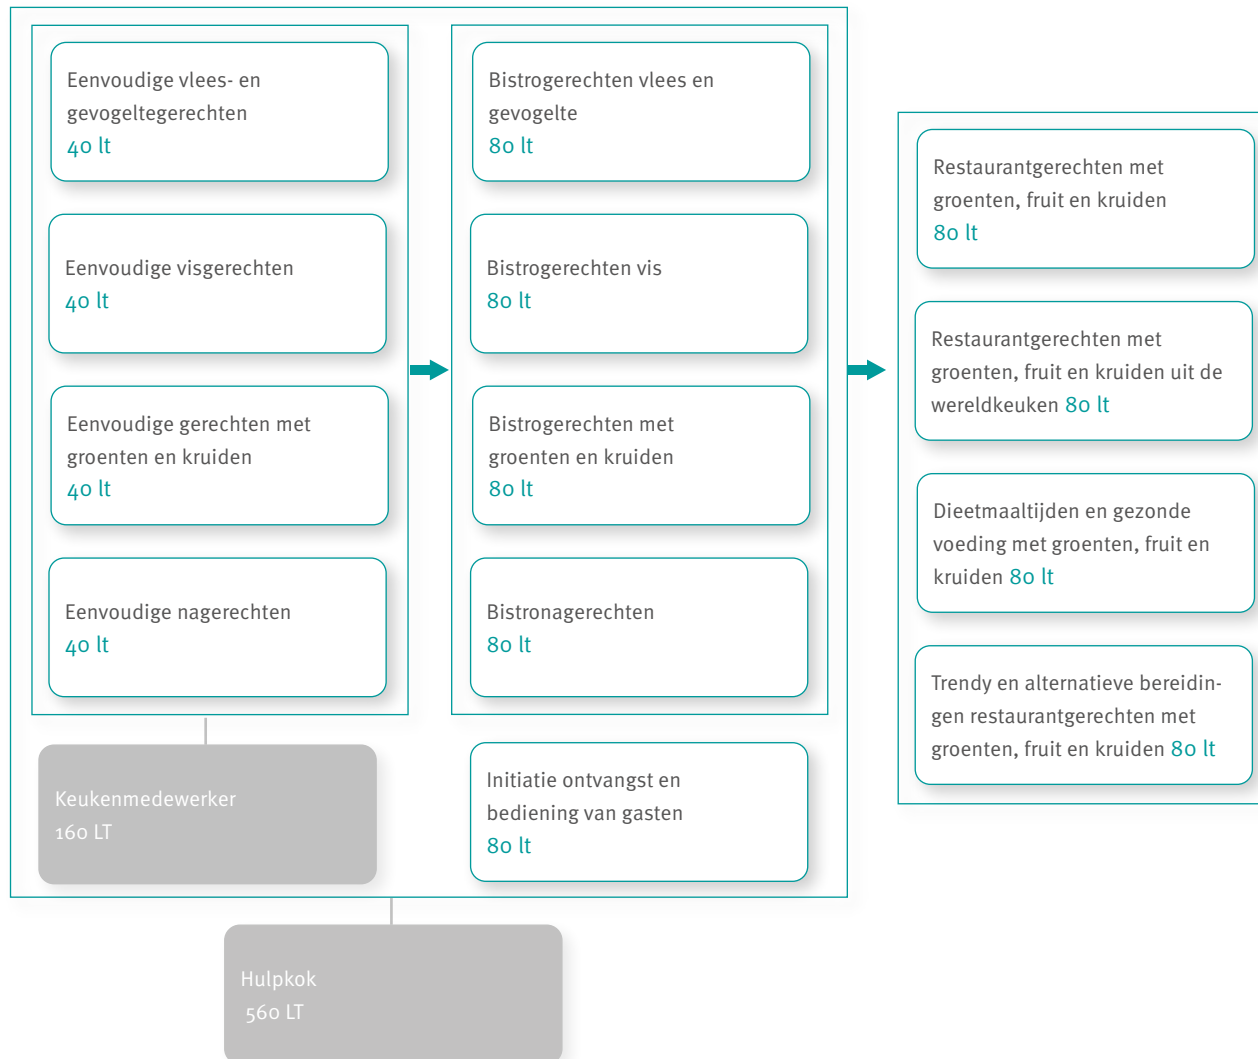 Eenvoudige vlees- en
gevogeltegerechten
40 lt
Eenvoudige visgerechten
40 lt
Eenvoudige gerechten met
groenten en kruiden
40 lt
Eenvoudige nagerechten
40 lt
Keukenmedewerker
160 LT
Bistrogerechten vlees en
gevogelte
80 lt
Bistrogerechten vis
80 lt
Bistrogerechten met
groenten en kruiden
80 lt
Bistronagerechten
80 lt
Initiatie ontvangst en
bediening van gasten
80 lt
Hulpkok
560 LT
Restaurantgerechten met
groenten, fruit en kruiden
80 lt
Restaurantgerechten met
groenten, fruit en kruiden uit de
wereldkeuken 80 lt
Dieetmaaltijden en gezonde
voeding met groenten, fruit en
kruiden 80 lt
Trendy en alternatieve bereidin-
gen restaurantgerechten met
groenten, fruit en kruiden 80 lt